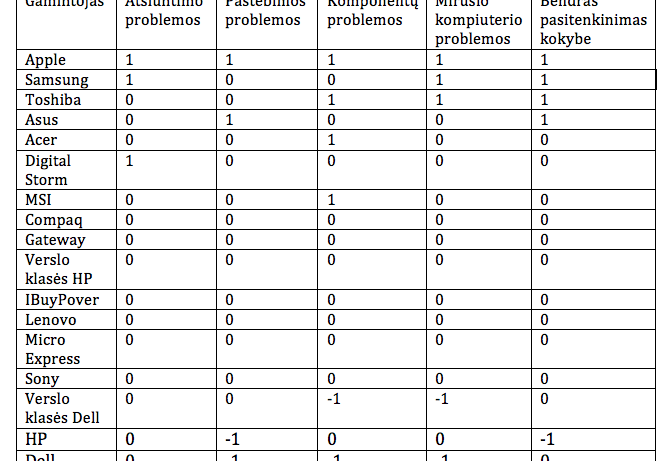 Gamintojas Atsiuntimo Pastebimos Komponentų Mirusio Bendras
problemos problemos problemos kompiuterio pasitenkinimas
problemos kokybe
Apple 1 1 1 1 1
Samsung 1 0 0 1 1
Toshiba 0 0 1 1 1
Asus 0 1 0 0 1
Acer 0 0 1 0 0
Digital 1 0 0 0 0
Storm
MSI 0 0 1 0 0
Compaq 0 0 0 0 0
Gateway 0 0 0 0 0
Verslo 0 0 0 0 0
klasės HP
IBuyPover 0 0 0 0 0
Lenovo 0 0 0 0 0
Micro 0 0 0 0 0
Express
Sony 0 0 0 0 0
Verslo 0 0 -1 -1 0
klasės Dell
HP 0 -1 0 0 -1
Dell 0 -1 -1 -1 0